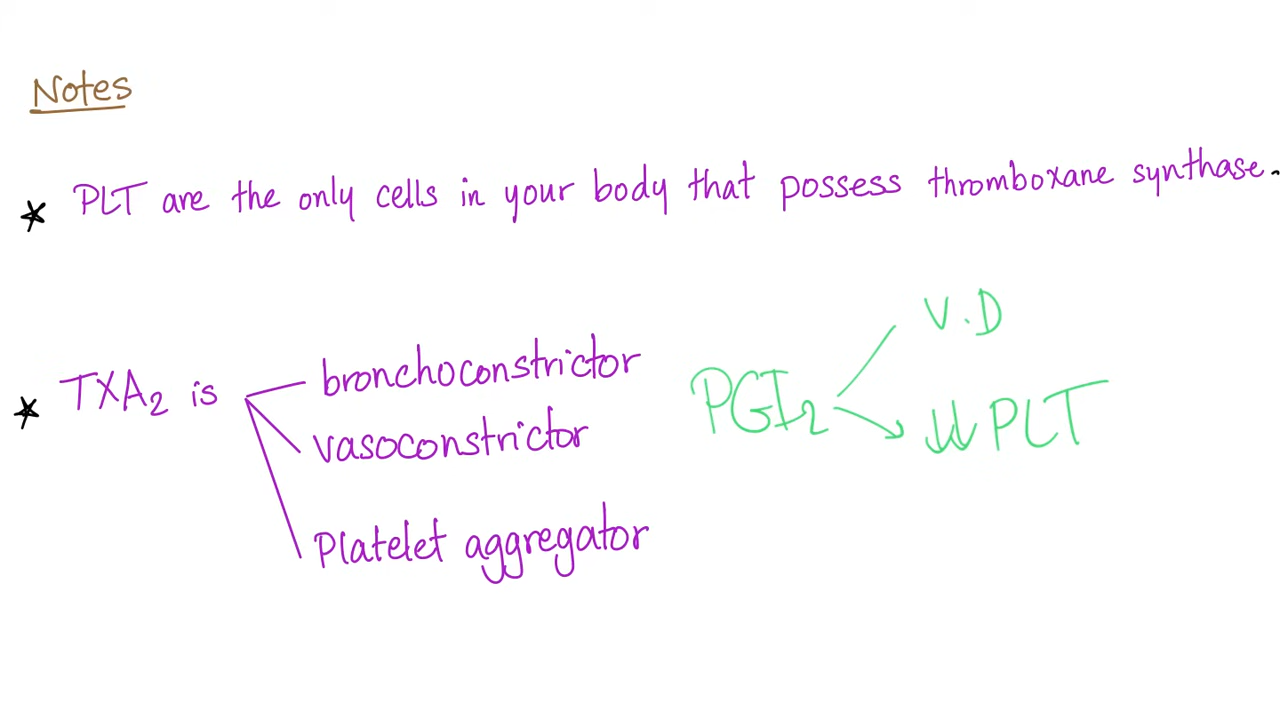 Notes
* PLT are the only cells in your body that possess thromboxane synthase.
* TXA₂ is
bronchoconstrictor
vasoconstrictor
Platelet aggregator
PGI₂
V.D
↓↓ PLT